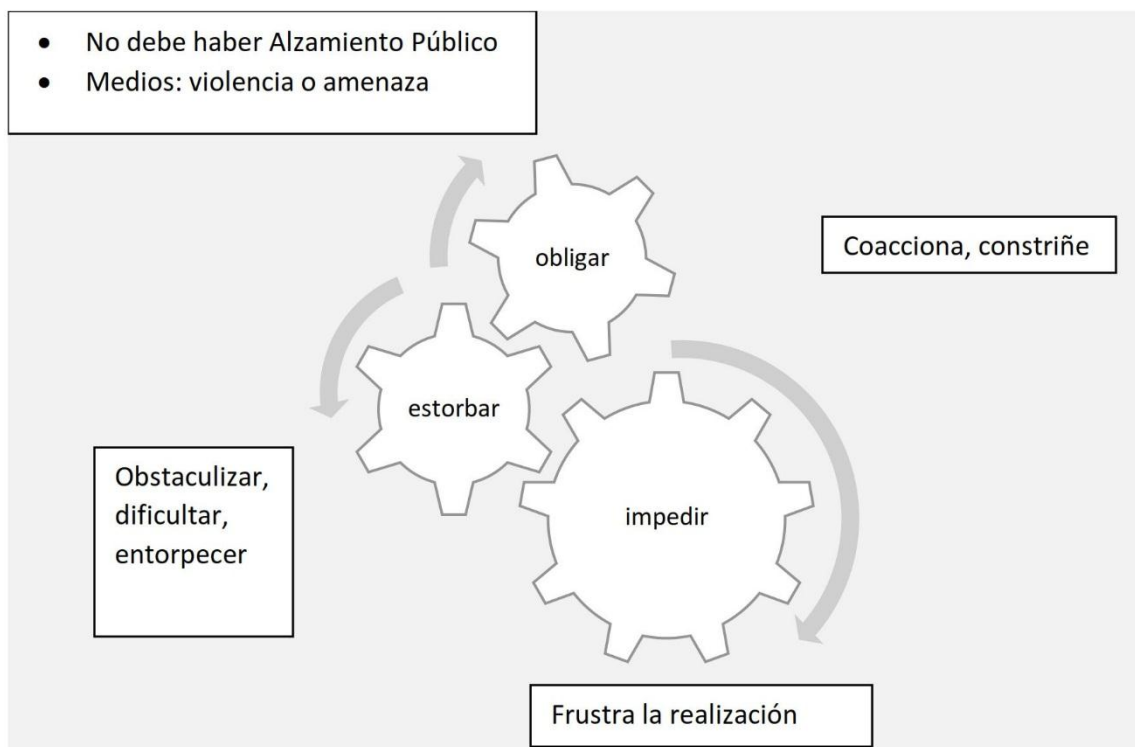 • No debe haber Alzamiento Público
• Medios: violencia o amenaza
obligar
Coacciona, constriñe
estorbar
Obstaculizar,
dificultar,
entorpecer
impedir
Frustra la realización